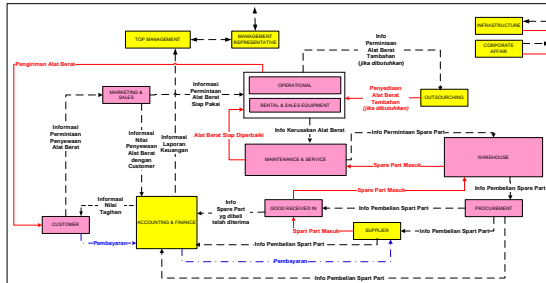 INFRASTRUCTURE
CORPORATE
AFFAIR
TOP MANAGEMENT
MANAGEMENT
REPRESENTATIVE
Info
Permintaan
Alat Berat
Tambahan
(jika dibutuhkan)
Pengiriman Alat Berat
MARKETING &
SALES
Informasi
Permintaan
Alat Berat
Siap Pakai
OPERATIONAL
RENTAL & SALES EQUIPMENT
Penyediaan
Alat Berat
Tambahan
(jika dibutuhkan)
OUTSOURCHING
Informasi
Permintaan
Penyewaan
Alat Berat
Informasi
Nilai
Penyewaan
Alat Berat
dengan
Customer
Informasi
Laporan
Keuangan
Alat Berat Siap Diperbaiki
Info Kerusakan Alat Berat
Info Permintaan Spare Part
MAINTENANCE & SERVICE
WAREHOUSE
Spare Part Masuk
Spare Part Masuk
Info Pembelian Spare Part
Informasi
Nilai
Tagihan
Info
Spare Part
yg dibeli
telah diterima
GOOD RECEIVED IN
Info Pembelian Spart Part
PROCUREMENT
CUSTOMER
ACCOUNTING & FINANCE
Spart Part Masuk
SUPPLIER
Info Pembelian Spart Part
Pembayaran
Info Pembelian Spart Part
Pembayaran
Info Pembelian Spart Part